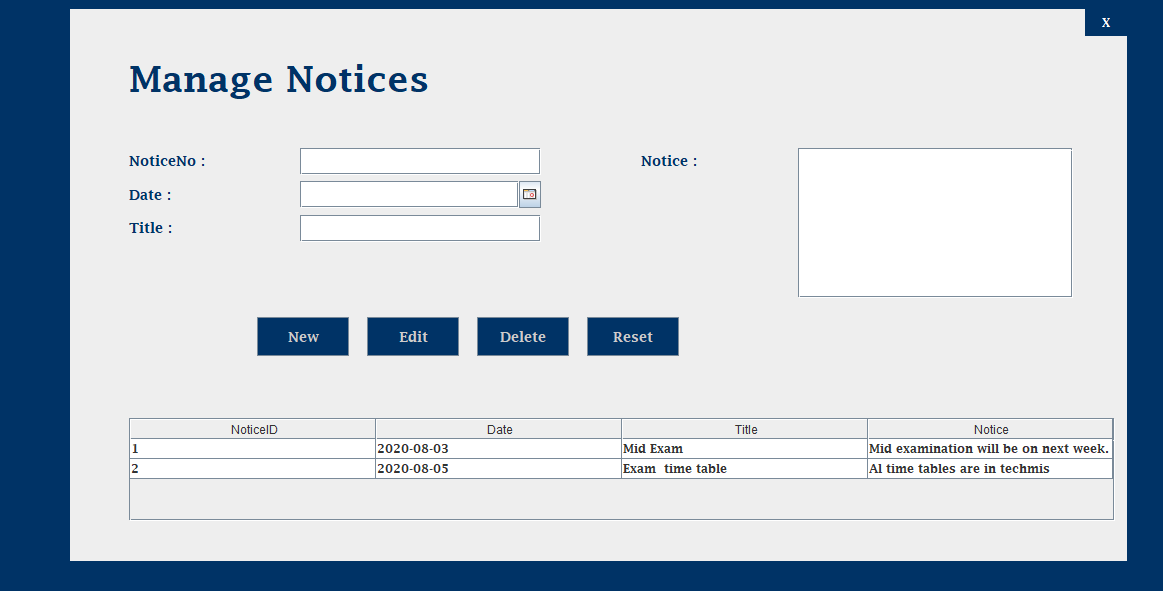 x
Manage Notices
NoticeNo :
Notice :
Date :
Title :
New Edit Delete Reset
NoticeID Date Title Notice
1 2020-08-03 Mid Exam Mid examination will be on next week.
2 2020-08-05 Exam  time table Al time tables are in techmis